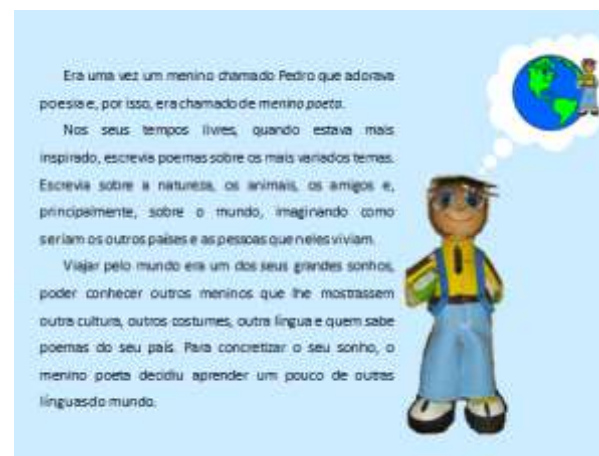 Era uma vez um menino chamado Pedro que adorava
poesia e, por isso, era chamado de menino poeta.
Nos seus tempos livres, quando estava mais
inspirado, escrevia poemas sobre os mais variados temas.
Escrevia sobre a natureza, os animais, os amigos e,
principalmente, sobre o mundo, imaginando como
seriam os outros países e as pessoas que neles viviam.
Viajar pelo mundo era um dos seus grandes sonhos,
poder conhecer outros meninos que lhe mostrassem
outra cultura, outros costumes, outra língua e quem sabe
poemas do seu país. Para concretizar o seu sonho, o
menino poeta decidiu aprender um pouco de outras
línguas do mundo.